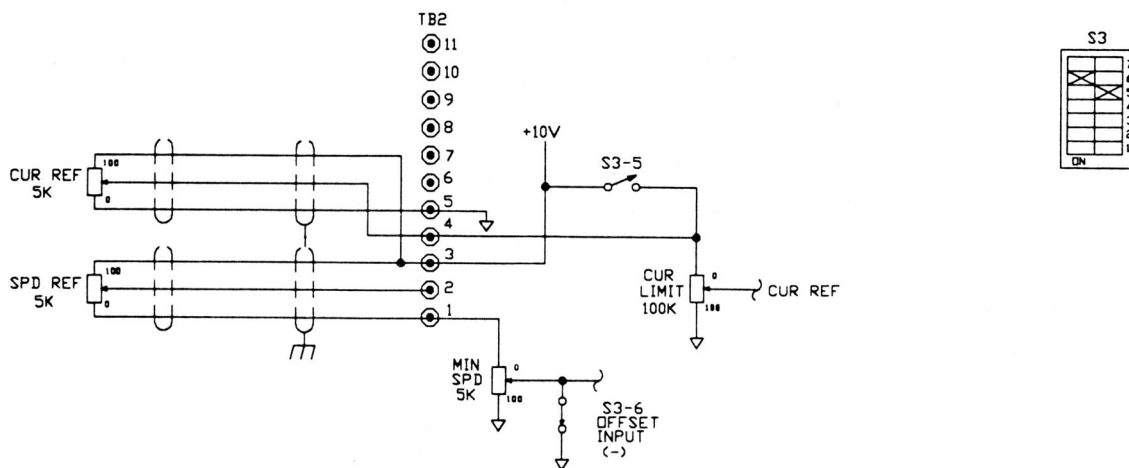 TB2
11
10
9
8
7
6
5
4
3
2
1
CUR REF
5K
100
0
SPD REF
5K
100
0
+10V
S3-5
CUR
LIMIT
100K
0
100
CUR REF
MIN
SPD
5K
0
100
S3-6
OFFSET
INPUT
(-)
S3
ON